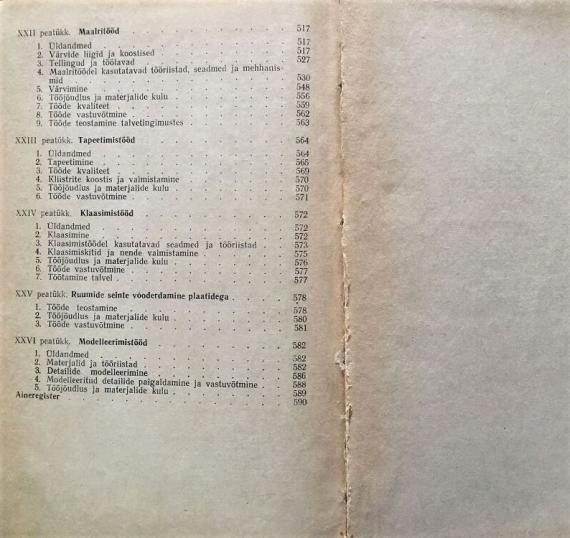 XXII peatükk. Maalritööd 517
1. Üldandmed 517
2. Värvide liigid ja koostised 517
3. Tellingud ja töölavad 527
4. Maalritöödel kasutatavad tööriistad, seadmed ja mehhanis-
mid 530
5. Värvimine 548
6. Tööjõudlus ja materjalide kulu 556
7. Tööde kvaliteet 559
8. Tööde vastuvõtmine 562
9. Tööde teostamine talvetingimustes 563
XXIII peatükk. Tapeetimistööd 564
1. Üldandmed 564
2. Tapeetimine 565
3. Tööde kvaliteet 569
4. Kliistrite koostis ja valmistamine 570
5. Tööjõudlus ja materjalide kulu 570
6. Tööde vastuvõtmine 571
XXIV peatükk. Klaasimistööd 572
1. Üldandmed 572
2. Klaasimine 572
3. Klaasimistöödel kasutatavad seadmed ja tööriistad 573
4. Klaasimiskitid ja nende valmistamine 575
5. Tööjõudlus ja materjalide kulu 576
6. Tööde vastuvõtmine 577
7. Töötamine talvel 577
XXV peatükk. Ruumide seinte vooderdamine plaatidega 578
1. Tööde teostamine 578
2. Tööjõudlus ja materjalide kulu 580
3. Tööde vastuvõtmine 581
XXVI peatükk. Modelleerimistööd 582
1. Üldandmed 582
2. Materjalid ja tööriistad 582
3. Detailide modelleerimine 586
4. Modelleeritud detailide paigaldamine ja vastuvõtmine 588
5. Tööjõudlus ja materjalide kulu 589
Aineregister 590